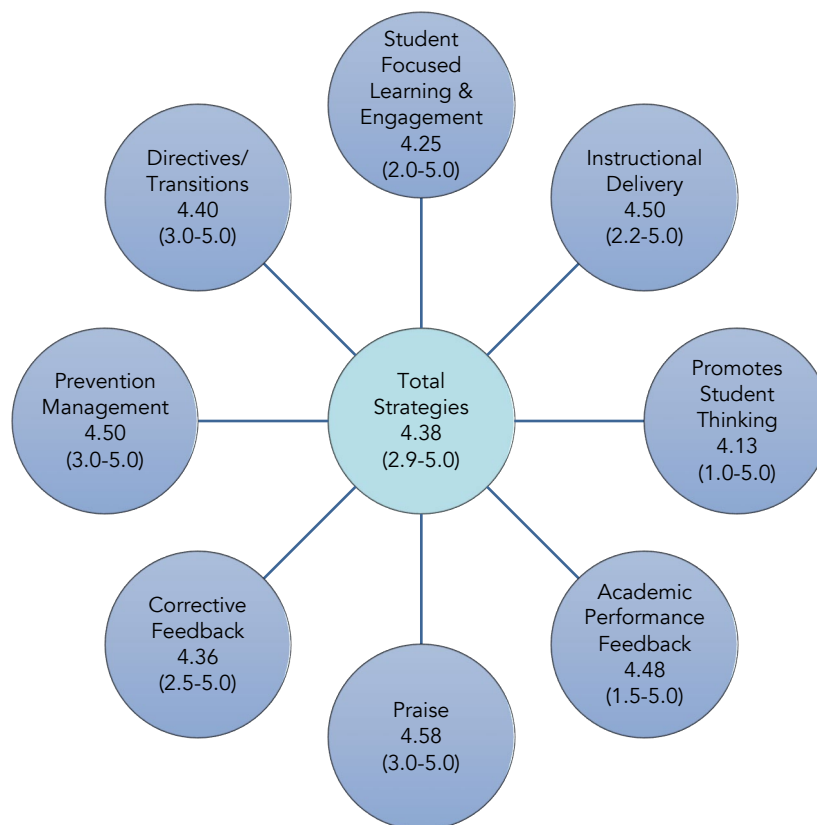 Student
Focused
Learning &
Engagement
4.25
(2.0-5.0)
Directives/
Transitions
4.40
(3.0-5.0)
Instructional
Delivery
4.50
(2.2-5.0)
Prevention
Management
4.50
(3.0-5.0)
Total
Strategies
4.38
(2.9-5.0)
Promotes
Student
Thinking
4.13
(1.0-5.0)
Corrective
Feedback
4.36
(2.5-5.0)
Academic
Performance
Feedback
4.48
(1.5-5.0)
Praise
4.58
(3.0-5.0)